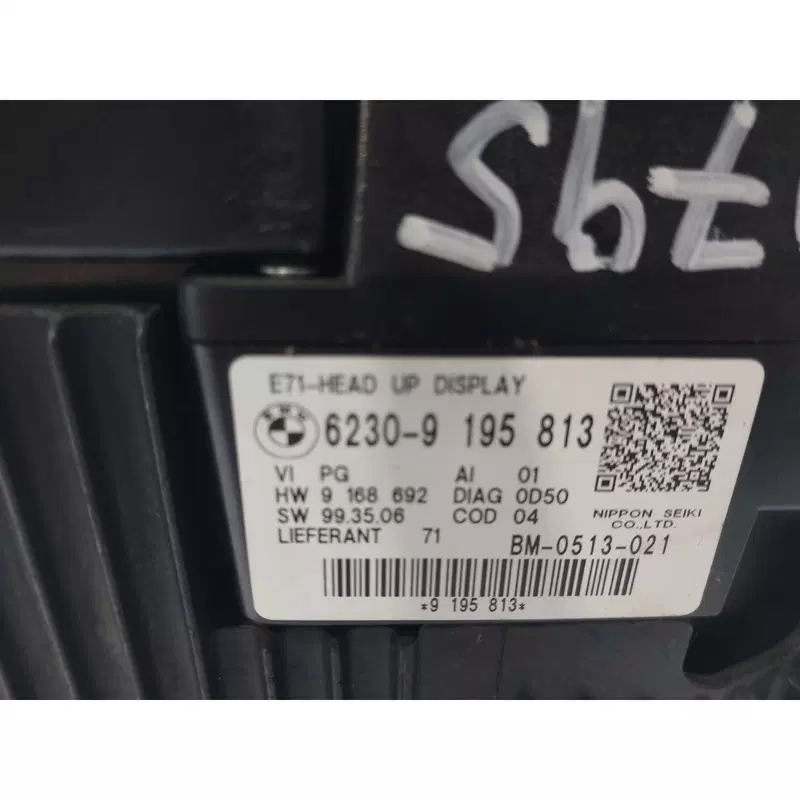 E71-HEAD UP DISPLAY
6230-9 195 813
VI PG AI 01
HW 9 168 692 DIAG 0D50
SW 99.35.06 COD 04
LIEFERANT 71
NIPPON SEIKI
CO.,LTD.
BM-0513-021
*9 195 813*